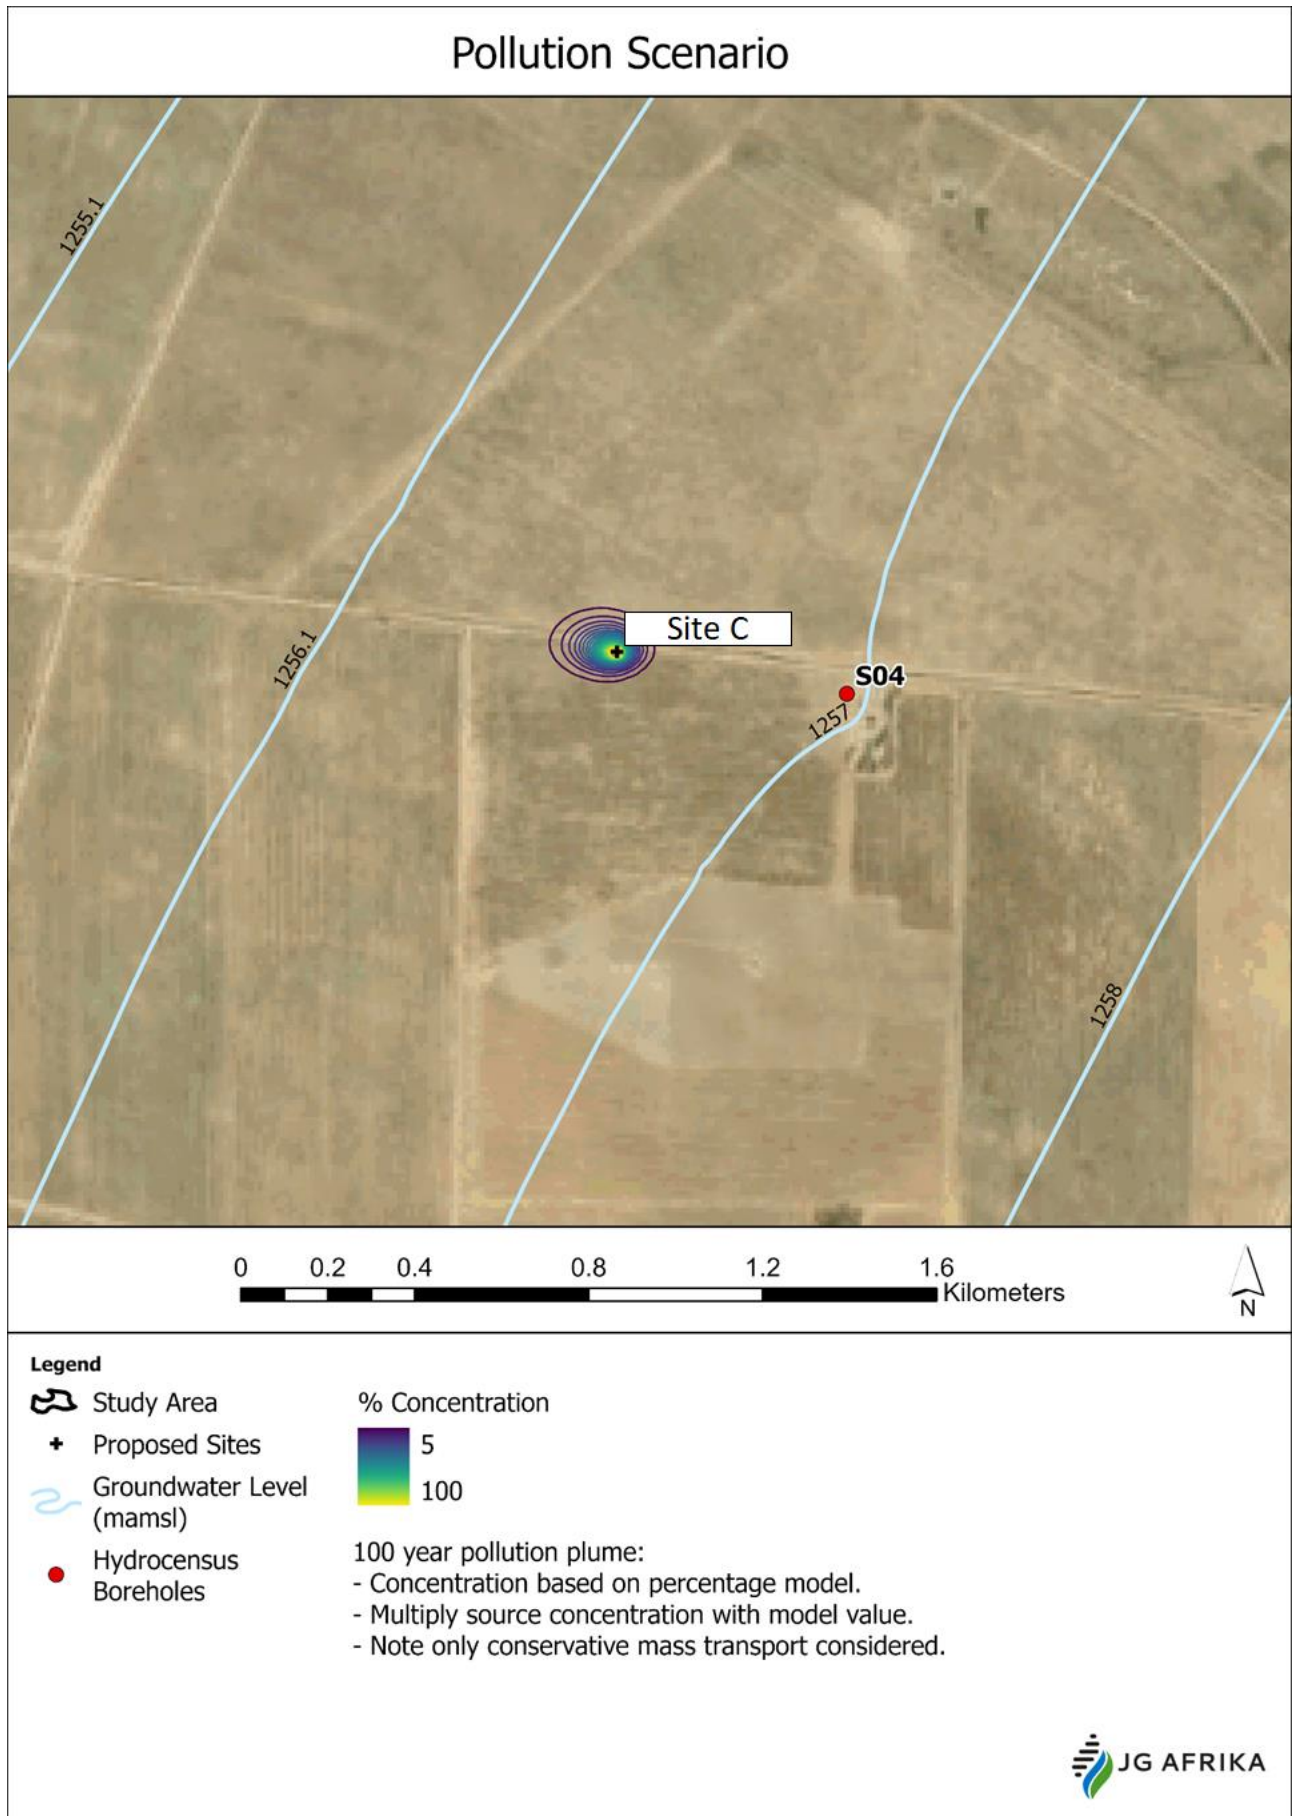 Pollution Scenario
1255.1
1256.1
Site C
S04
1257
1258
0 0.2 0.4 0.8 1.2 1.6
Kilometers
N
Legend
Study Area
Proposed Sites
Groundwater Level
(mamsl)
Hydrocensus
Boreholes
% Concentration
5
100
100 year pollution plume:
- Concentration based on percentage model.
- Multiply source concentration with model value.
- Note only conservative mass transport considered.
JG AFRIKA